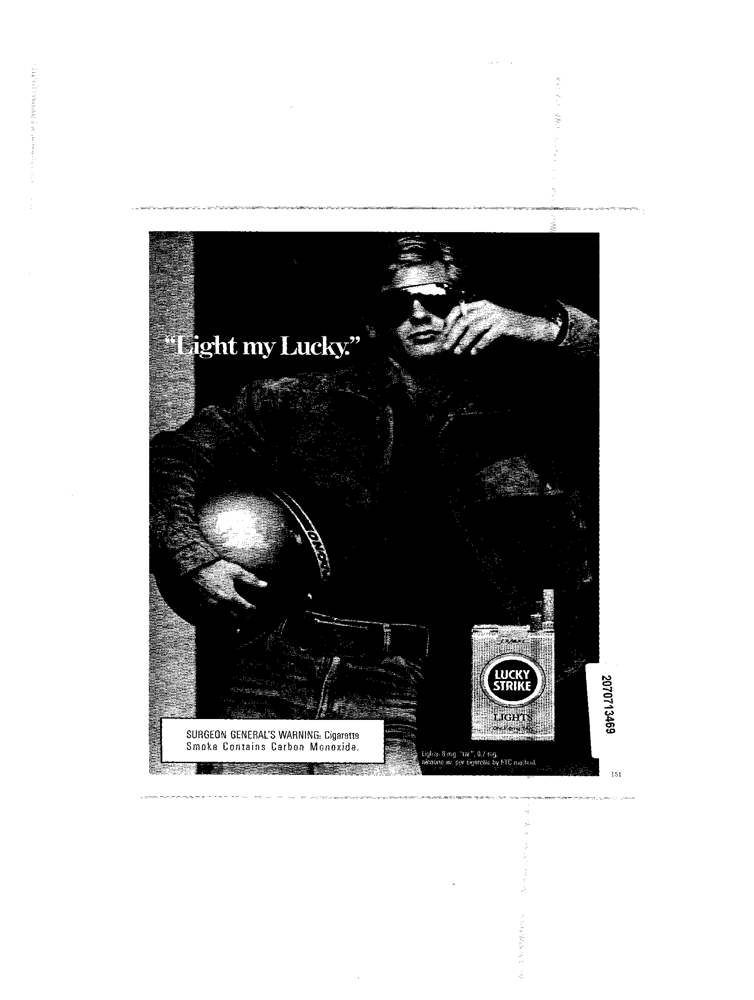 “Light my Lucky.”
LUCKY
STRIKE
LIGHTS
SURGEON GENERAL'S WARNING: Cigarette
Smoke Contains Carbon Monoxide.
Lights: 8 mg. "tar", 0.7 mg.
nicotine av. per cigarette by FTC method.
2070713469
151